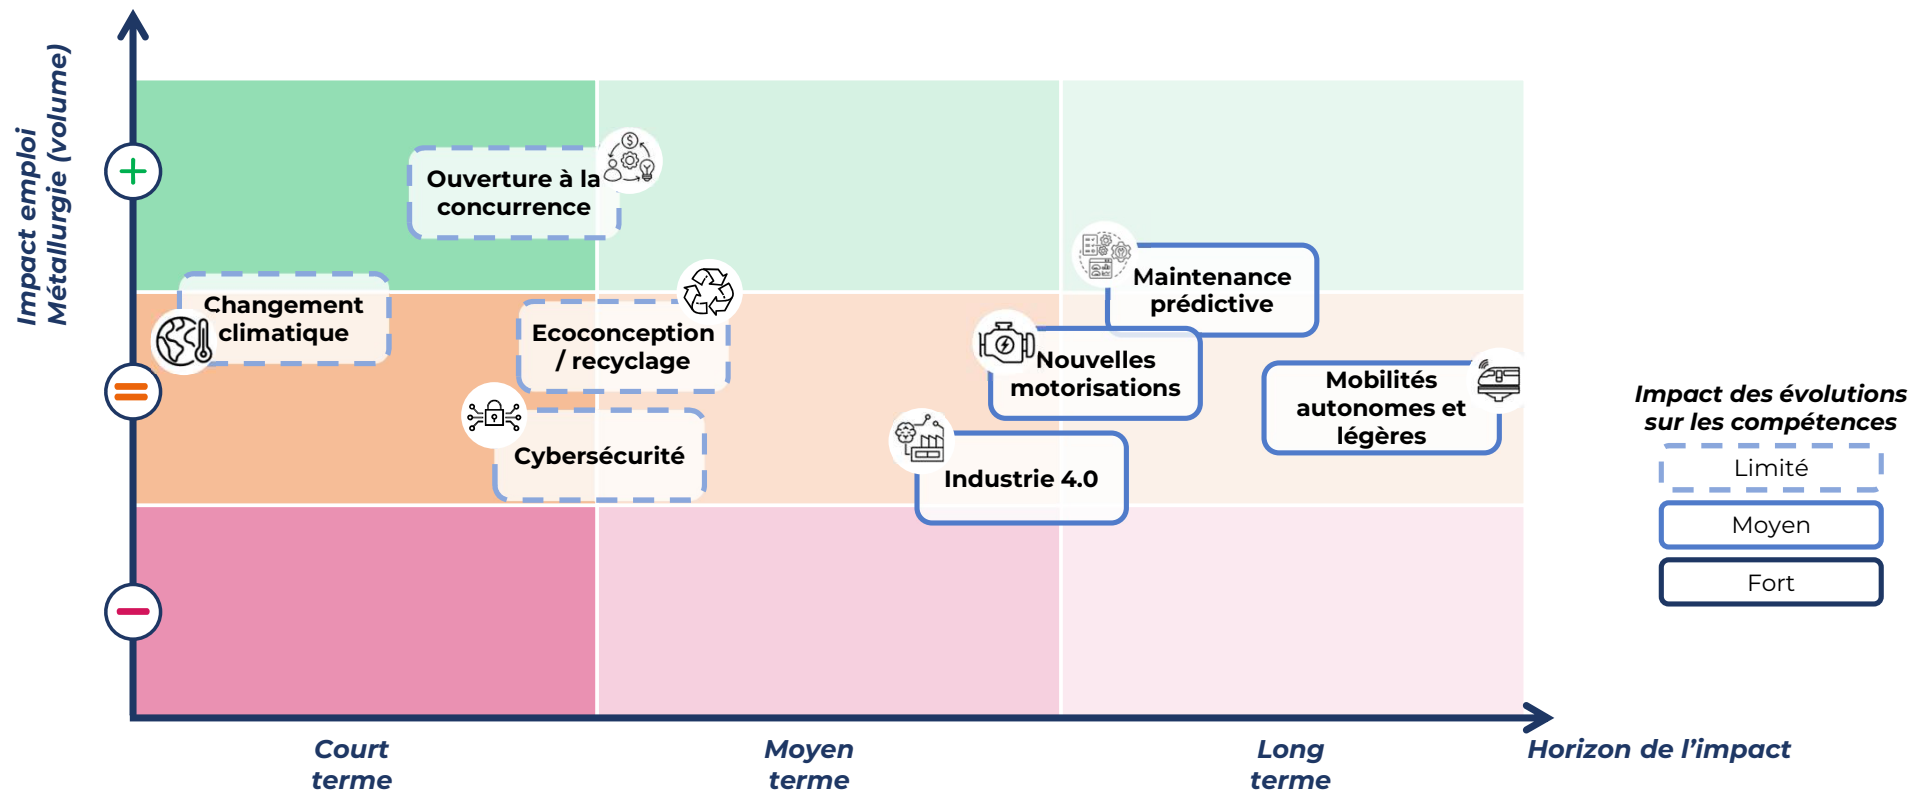 Impact emploi
Métallurgie (volume)
Ouverture à la
concurrence
Changement
climatique
Ecoconception
/ recyclage
Cybersécurité
Maintenance
prédictive
Nouvelles
motorisations
Industrie 4.0
Mobilités
autonomes et
légères
Impact des évolutions
sur les compétences
Limité
Moyen
Fort
Court
terme
Moyen
terme
Long
terme
Horizon de l’impact